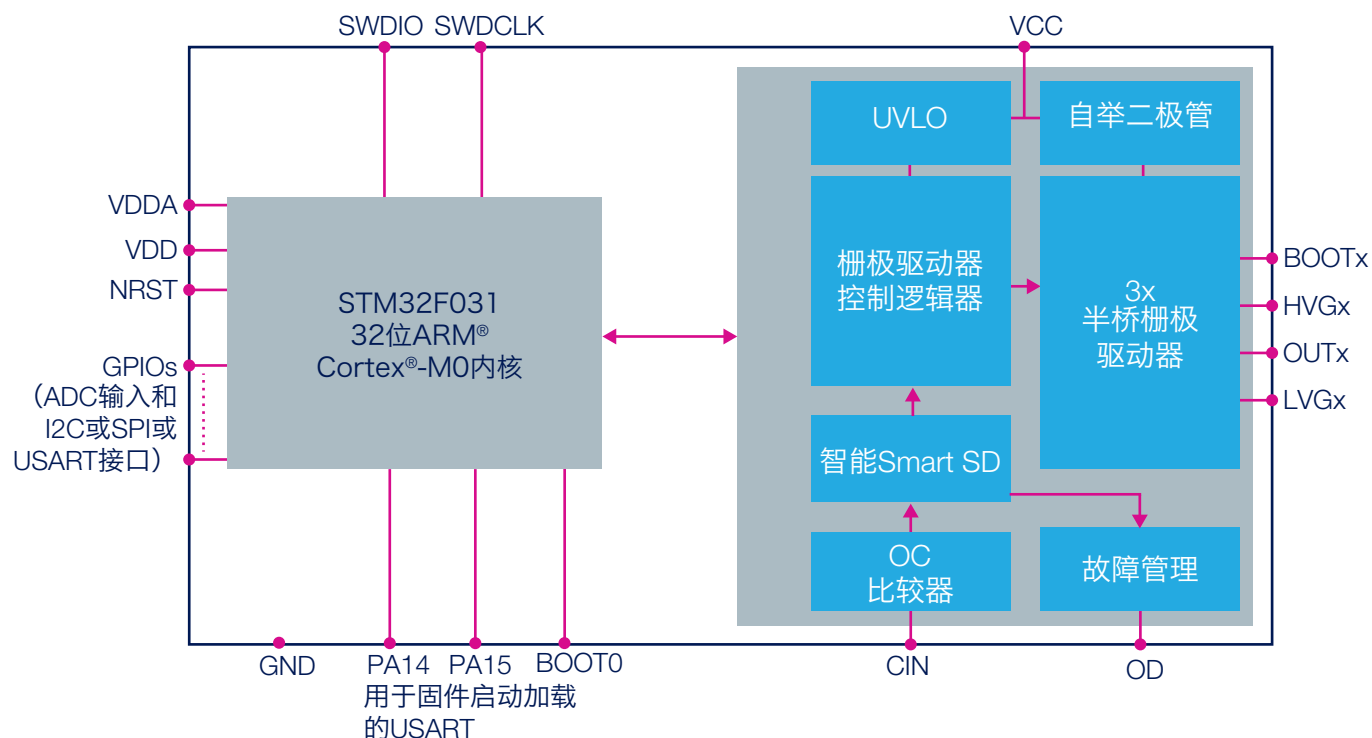 SWDIO
SWDCLK
VCC
UVLO
自举二极管
VDDA
VDD
NRST
GPIOs
（ADC输入和
I2C或SPI或
USART接口）
STM32F031
32位ARM®
Cortex®-M0内核
栅极驱动器
控制逻辑器
3x
半桥栅极
驱动器
BOOTx
HVGx
OUTx
LVGx
智能Smart SD
OC
比较器
故障管理
GND
PA14
PA15
BOOT0
用于固件启动加载
的USART
CIN
OD